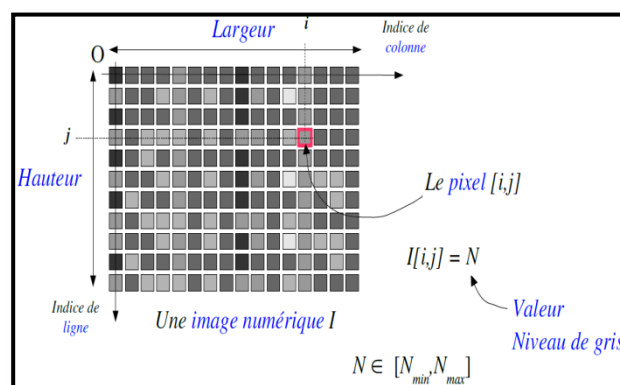 Largeur
i
Indice de
colonne
O
j
Hauteur
Le pixel [i,j]
I[i,j] = N
Indice de
ligne
Une image numérique I
Valeur
Niveau de gris
N ∈ [Nmin,Nmax]